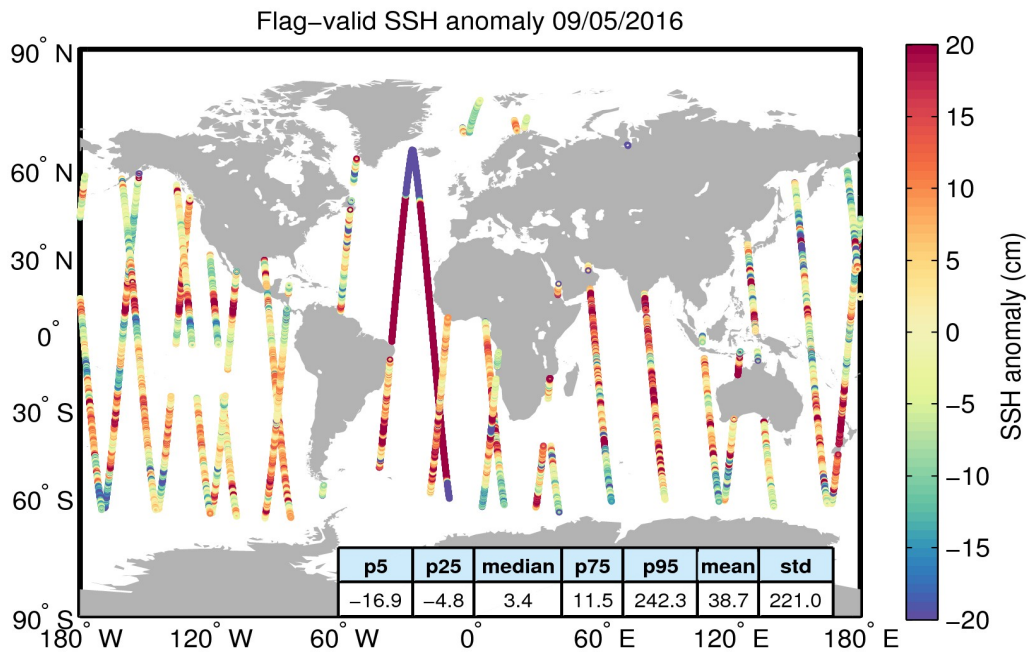 Flag−valid SSH anomaly 09/05/2016
90° N
60° N
30° N
0°
30° S
60° S
90° S
180° W
120° W
60° W
0°
60° E
120° E
180° E
p5 p25 median p75 p95 mean std
−16.9 −4.8 3.4 11.5 242.3 38.7 221.0
20
15
10
5
0
−5
−10
−15
−20
SSH anomaly (cm)